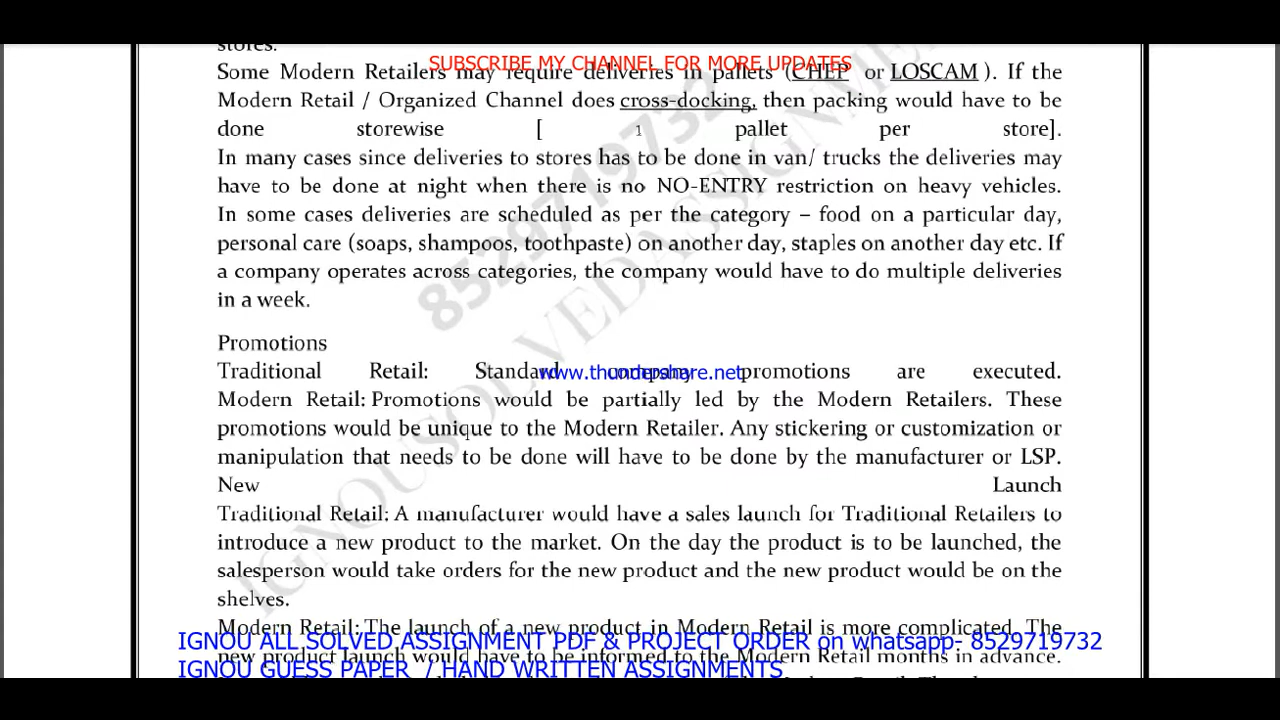 stores.
SUBSCRIBE MY CHANNEL FOR MORE UPDATES
Some Modern Retailers may require deliveries in pallets (CHEP or LOSCAM ). If the
Modern Retail / Organized Channel does cross-docking, then packing would have to be
done storewise [ 1 pallet per store].
In many cases since deliveries to stores has to be done in van/ trucks the deliveries may
have to be done at night when there is no NO-ENTRY restriction on heavy vehicles.
In some cases deliveries are scheduled as per the category – food on a particular day,
personal care (soaps, shampoos, toothpaste) on another day, staples on another day etc. If
a company operates across categories, the company would have to do multiple deliveries
in a week.
8529719732
IGNOUSOLVEDASSIGNMENT
Promotions
Traditional Retail: Standard company promotions are executed.
www.thundershare.net
Modern Retail: Promotions would be partially led by the Modern Retailers. These
promotions would be unique to the Modern Retailer. Any stickering or customization or
manipulation that needs to be done will have to be done by the manufacturer or LSP.
New Launch
Traditional Retail: A manufacturer would have a sales launch for Traditional Retailers to
introduce a new product to the market. On the day the product is to be launched, the
salesperson would take orders for the new product and the new product would be on the
shelves.
Modern Retail: The launch of a new product in Modern Retail is more complicated. The
IGNOU ALL SOLVED ASSIGNMENT PDF & PROJECT ORDER on whatsapp- 8529719732
new product launch would have to be informed to the Modern Retail months in advance.
IGNOU GUESS PAPER / HAND WRITTEN ASSIGNMENTS